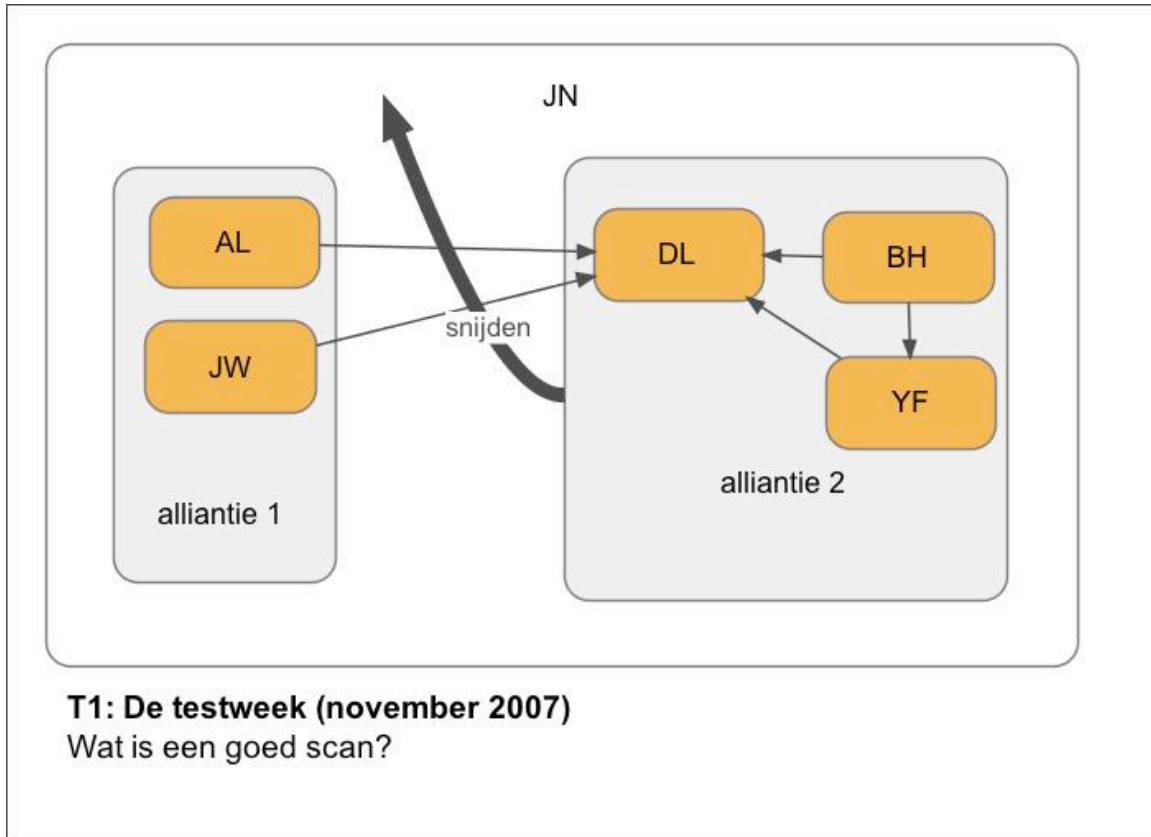 JN
AL
JW
alliantie 1
snijden
DL
BH
YF
alliantie 2
T1: De testweek (november 2007)
Wat is een goed scan?